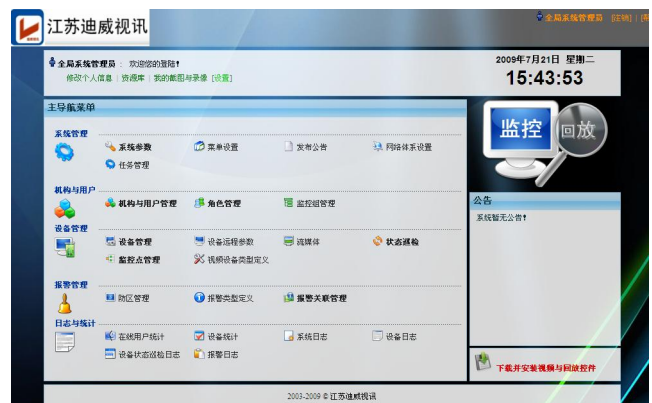 江苏迪威视讯
全局系统管理员 [注销]
全局系统管理员 : 欢迎您的登陆!
修改个人信息 | 资源库 | 我的截图与录像 [设置]
2009年7月21日 星期二
15:43:53
主导航菜单
系统管理
系统参数 菜单设置 发布公告 网络体系设置
任务管理
机构与用户
机构与用户管理 角色管理 监控组管理
设备管理
设备管理 设备远程参数 流媒体 状态巡检
监控点管理 视频设备类型定义
报警管理
防区管理 报警类型定义 报警关联管理
日志与统计
在线用户统计 设备统计 系统日志 设备日志
设备状态巡检日志 报警日志
监控 回放
公告
系统暂无公告!
下载并安装视频与回放控件
2003-2009 © 江苏迪威视讯